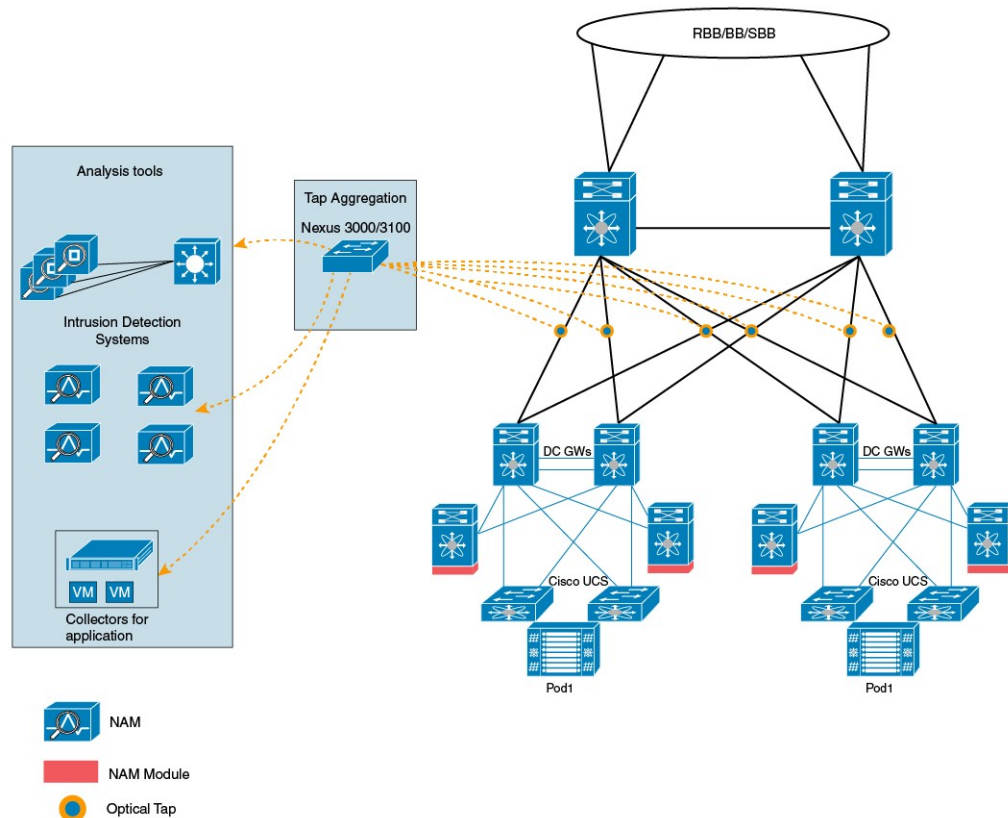 RBB/BB/SBB
Analysis tools
Tap Aggregation
Nexus 3000/3100
Intrusion Detection
Systems
DC GWs
DC GWs
Cisco UCS
Cisco UCS
VM
VM
Collectors for
application
Pod1
Pod1
NAM
NAM Module
Optical Tap